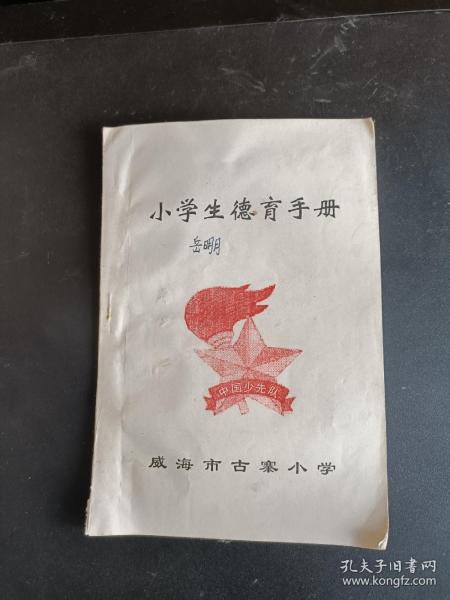 小学生德育手册
岳明
中国少先队
威海市古寨小学
孔夫子旧书网
www.kongfz.com